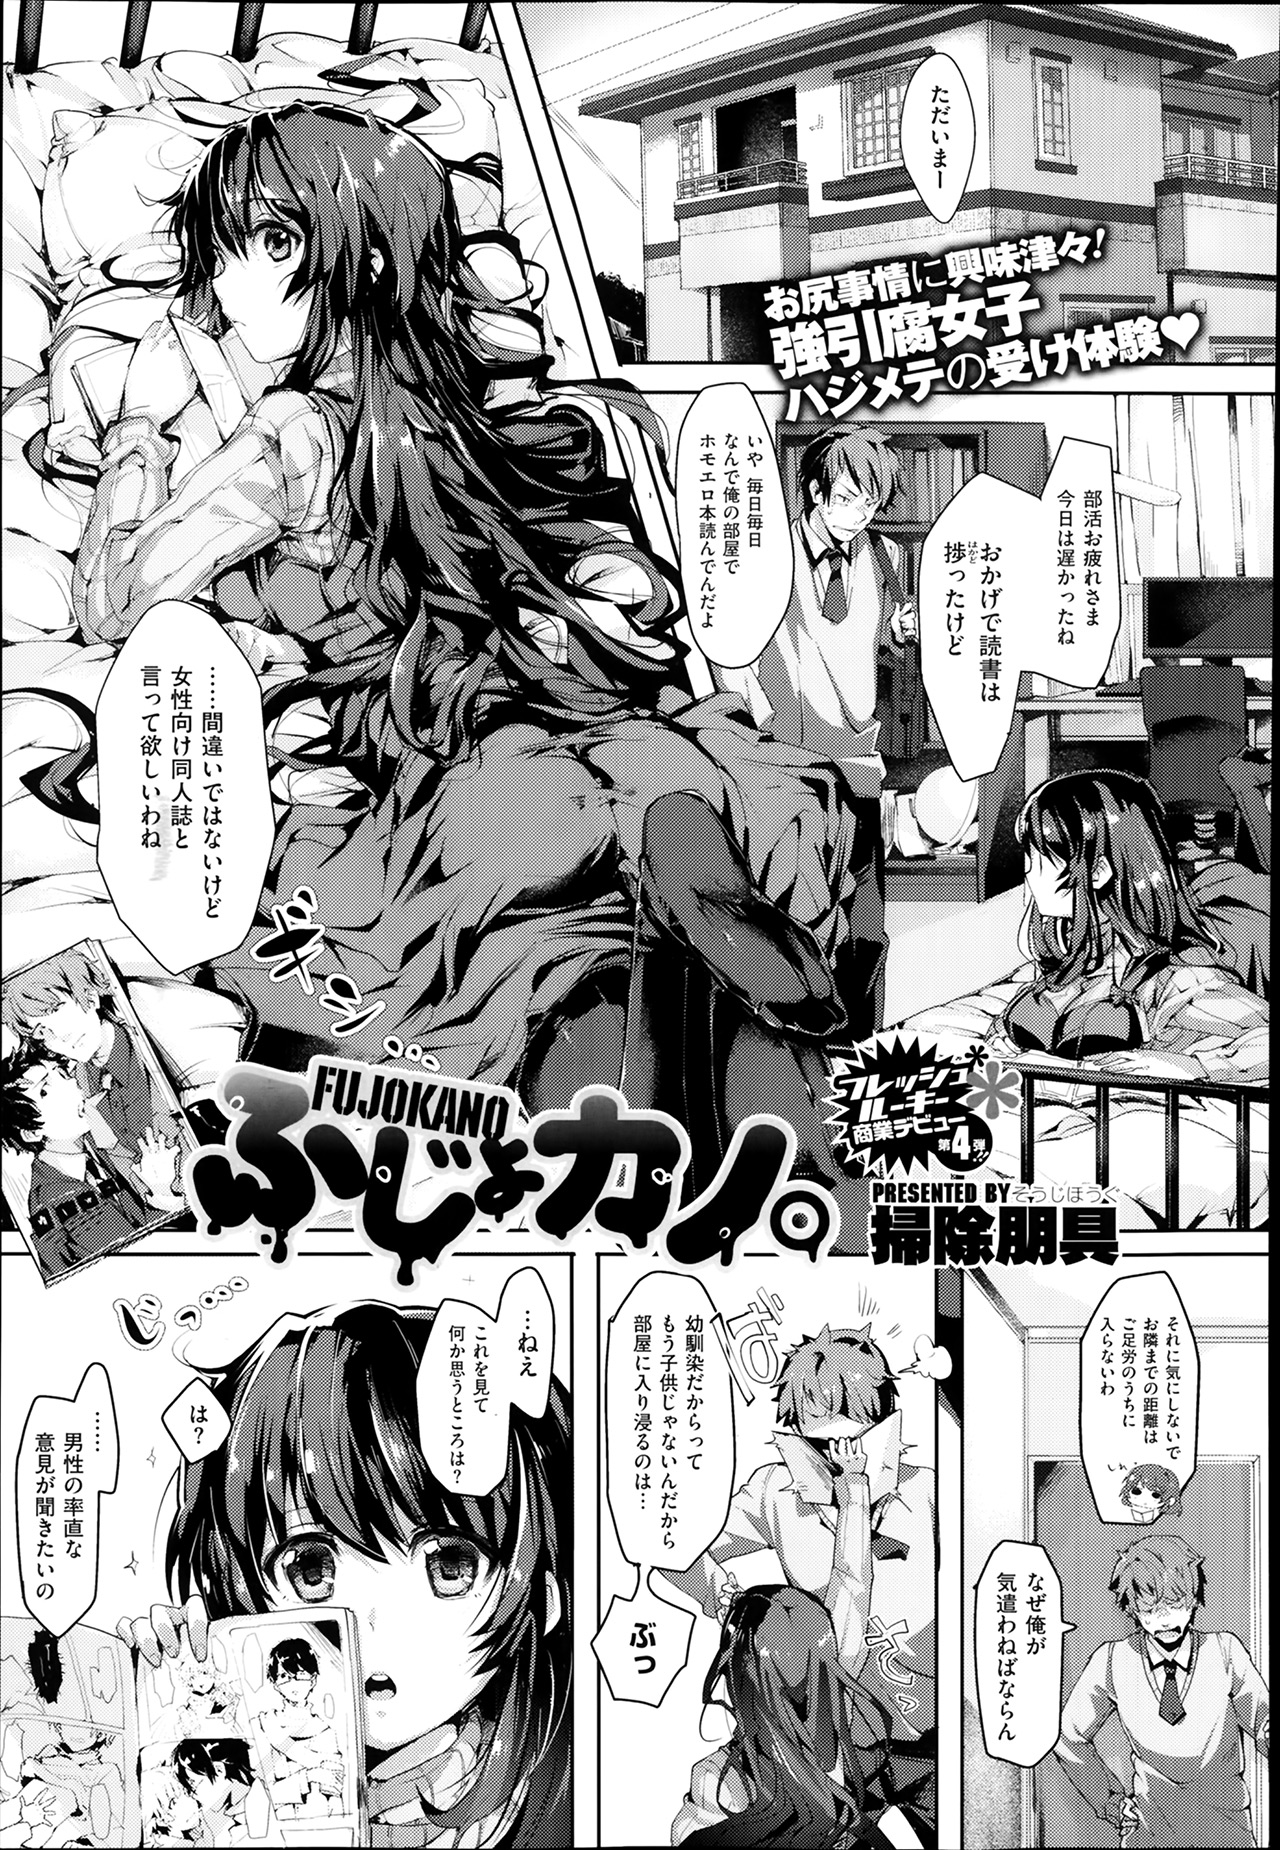 ただいまー
お尻事情に興味津々!
強引腐女子
ハジメテの受け体験♥
部活お疲れさま
今日は遅かったね
おかげで読書は
捗ったけど
はかど
いや 毎日毎日
なんで俺の部屋で
ホモエロ本読んでんだよ
……間違いではないけど
女性向け同人誌と
言って欲しいわね
ギシ…
FUJOKANO
ふじょカノ。
フレッシュ
ルーキー
商業デビュー
第4弾!!
PRESENTED BY そうじほうぐ
掃除朋具
それに気にしないで
お隣までの距離は
ご足労のうちに
入らないわ
しれっ
なぜ俺が
気遣わねばならん
幼馴染だからって
もう子供じゃないんだから
部屋に入り浸るのは…
ばっ
ぶっ
…ねえ
これを見て
何か思うところは?
は?
じっ…
………
男性の率直な
意見が聞きたいの